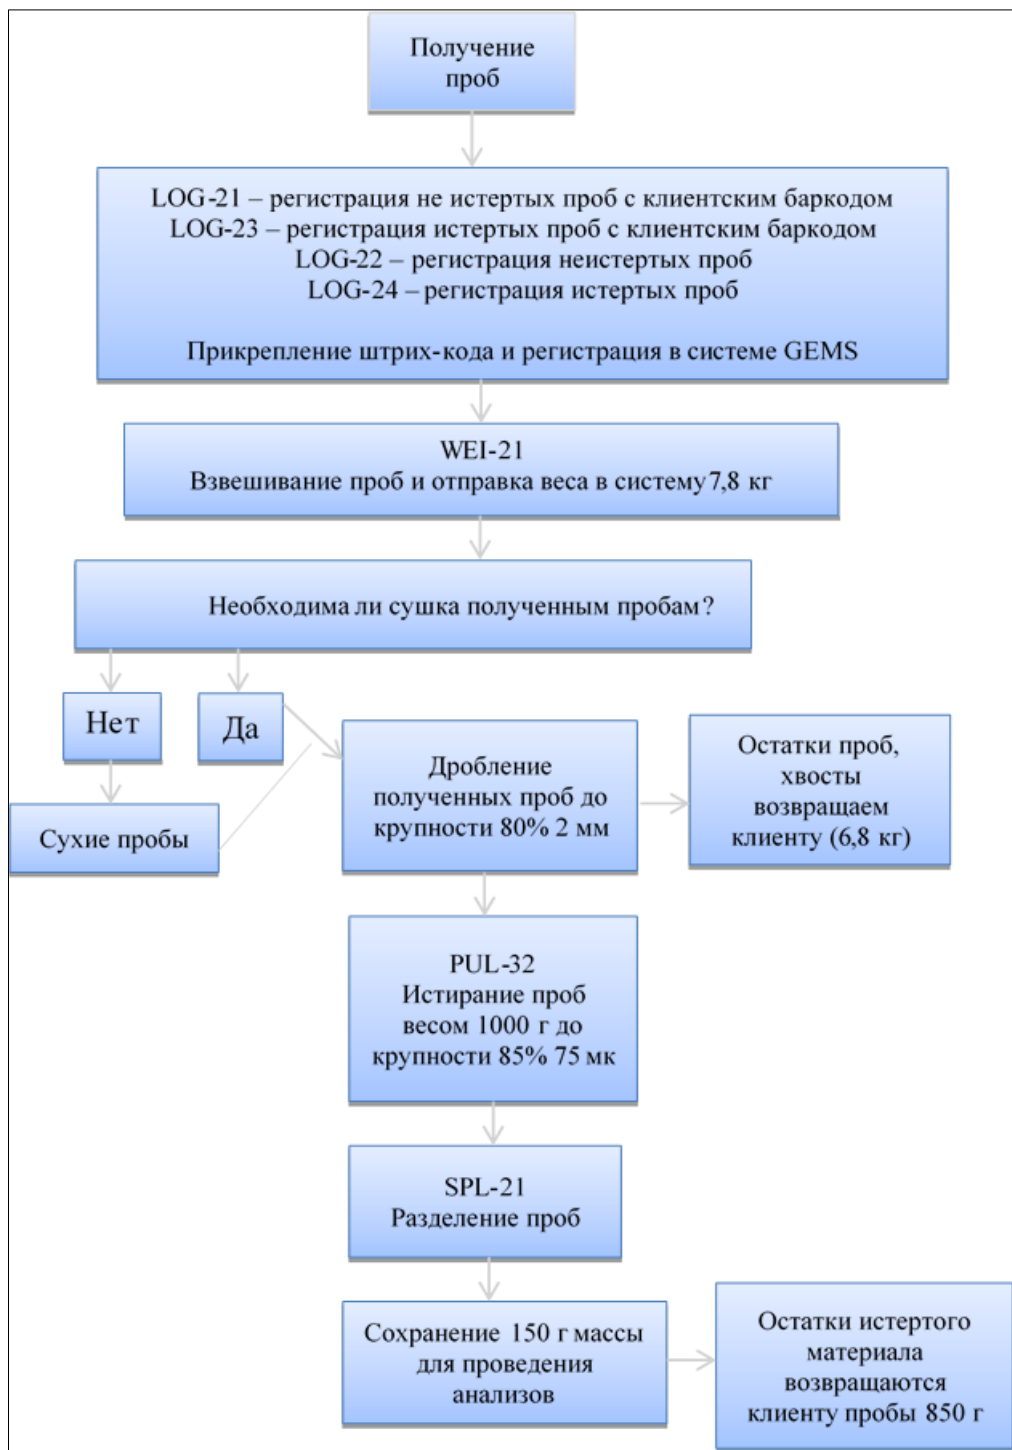 Получение
проб
LOG-21 – регистрация не истертых проб с клиентским баркодом
LOG-23 – регистрация истертых проб с клиентским баркодом
LOG-22 – регистрация неистертых проб
LOG-24 – регистрация истертых проб
Прикрепление штрих-кода и регистрация в системе GEMS
WEI-21
Взвешивание проб и отправка веса в систему 7,8 кг
Необходима ли сушка полученным пробам?
Нет
Да
Сухие пробы
Дробление
полученных проб до
крупности 80% 2 мм
Остатки проб,
хвосты
возвращаем
клиенту (6,8 кг)
PUL-32
Истирание проб
весом 1000 г до
крупности 85% 75 мк
SPL-21
Разделение проб
Сохранение 150 г массы
для проведения
анализов
Остатки истертого
материала
возвращаются
клиенту пробы 850 г